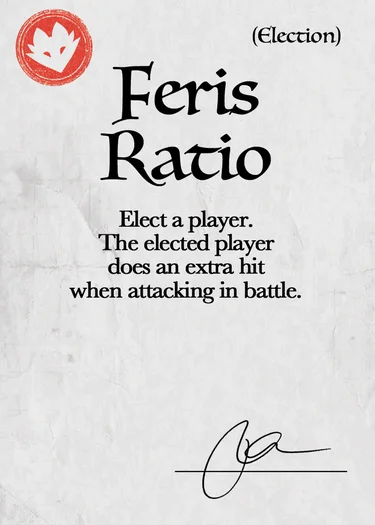 (Election)
Feris
Ratio
Elect a player.
The elected player
does an extra hit
when attacking in battle.